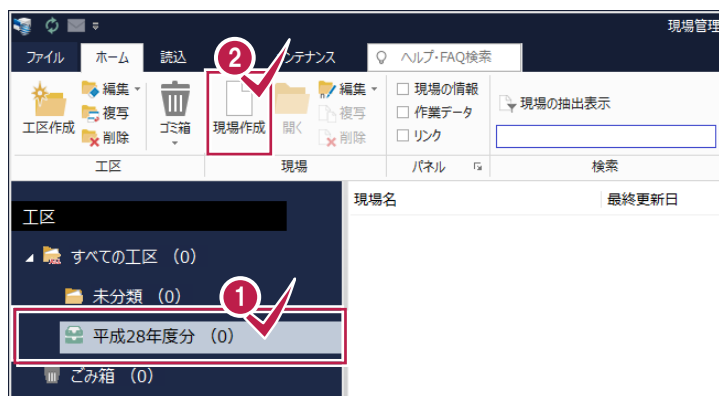 現場管理
ファイル ホーム 読込 ンテナンス ヘルプ・FAQ検索
工区作成 編集 複写 削除 ゴミ箱
現場作成 開く 編集 複写 削除
現場の情報
作業データ
リンク
現場の抽出表示
工区 現場 パネル 検索
2
工区
現場名 最終更新日
すべての工区 (0)
未分類 (0)
1
平成28年度分 (0)
ごみ箱 (0)